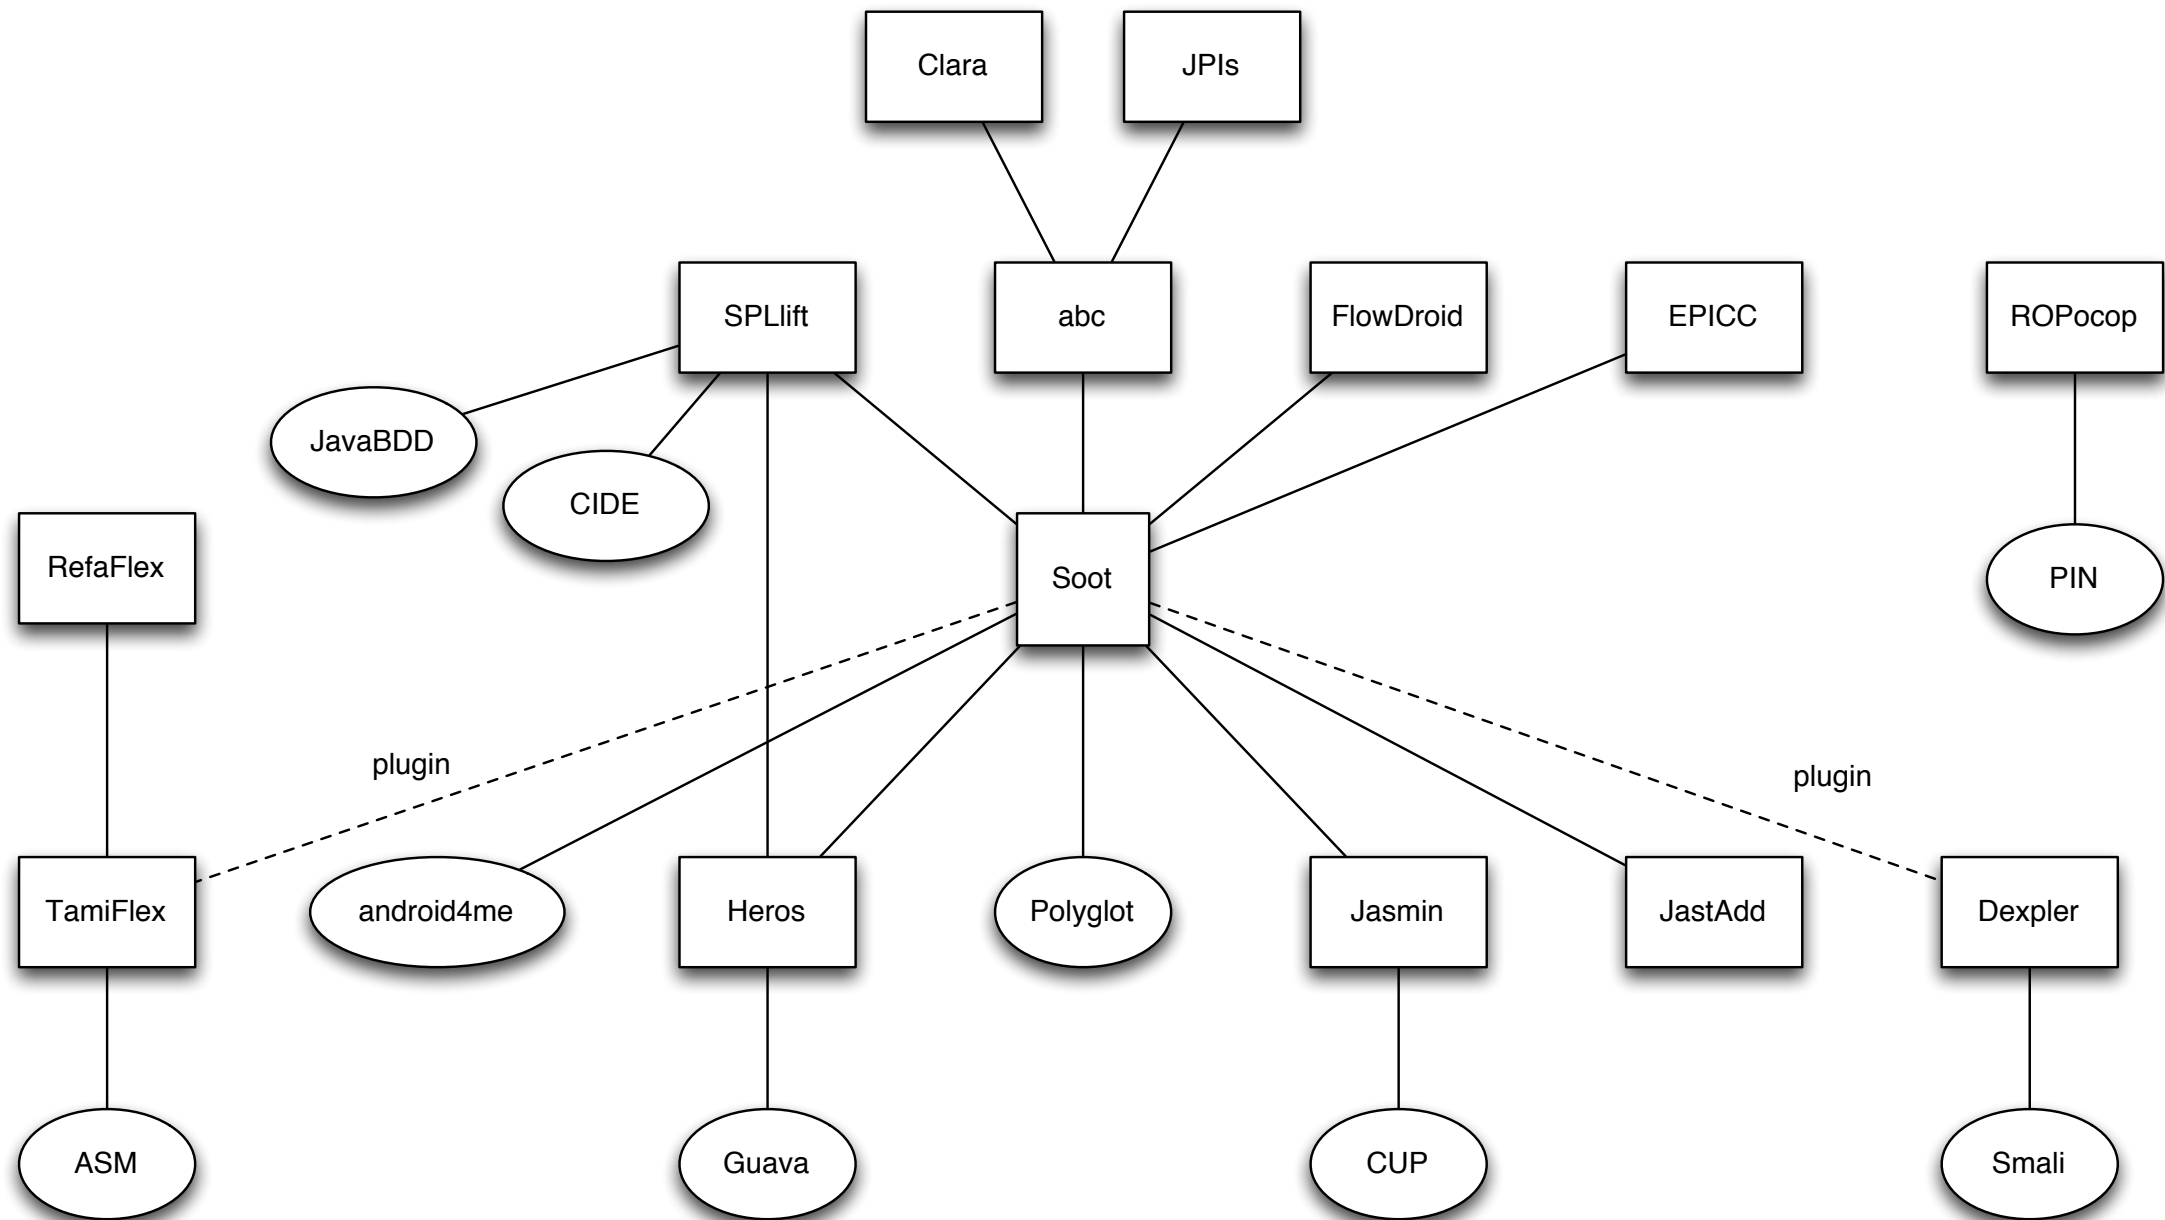 Clara
JPIs
SPLlift
abc
FlowDroid
EPICC
ROPocop
JavaBDD
CIDE
RefaFlex
Soot
PIN
plugin
plugin
TamiFlex
android4me
Heros
Polyglot
Jasmin
JastAdd
Dexpler
ASM
Guava
CUP
Smali